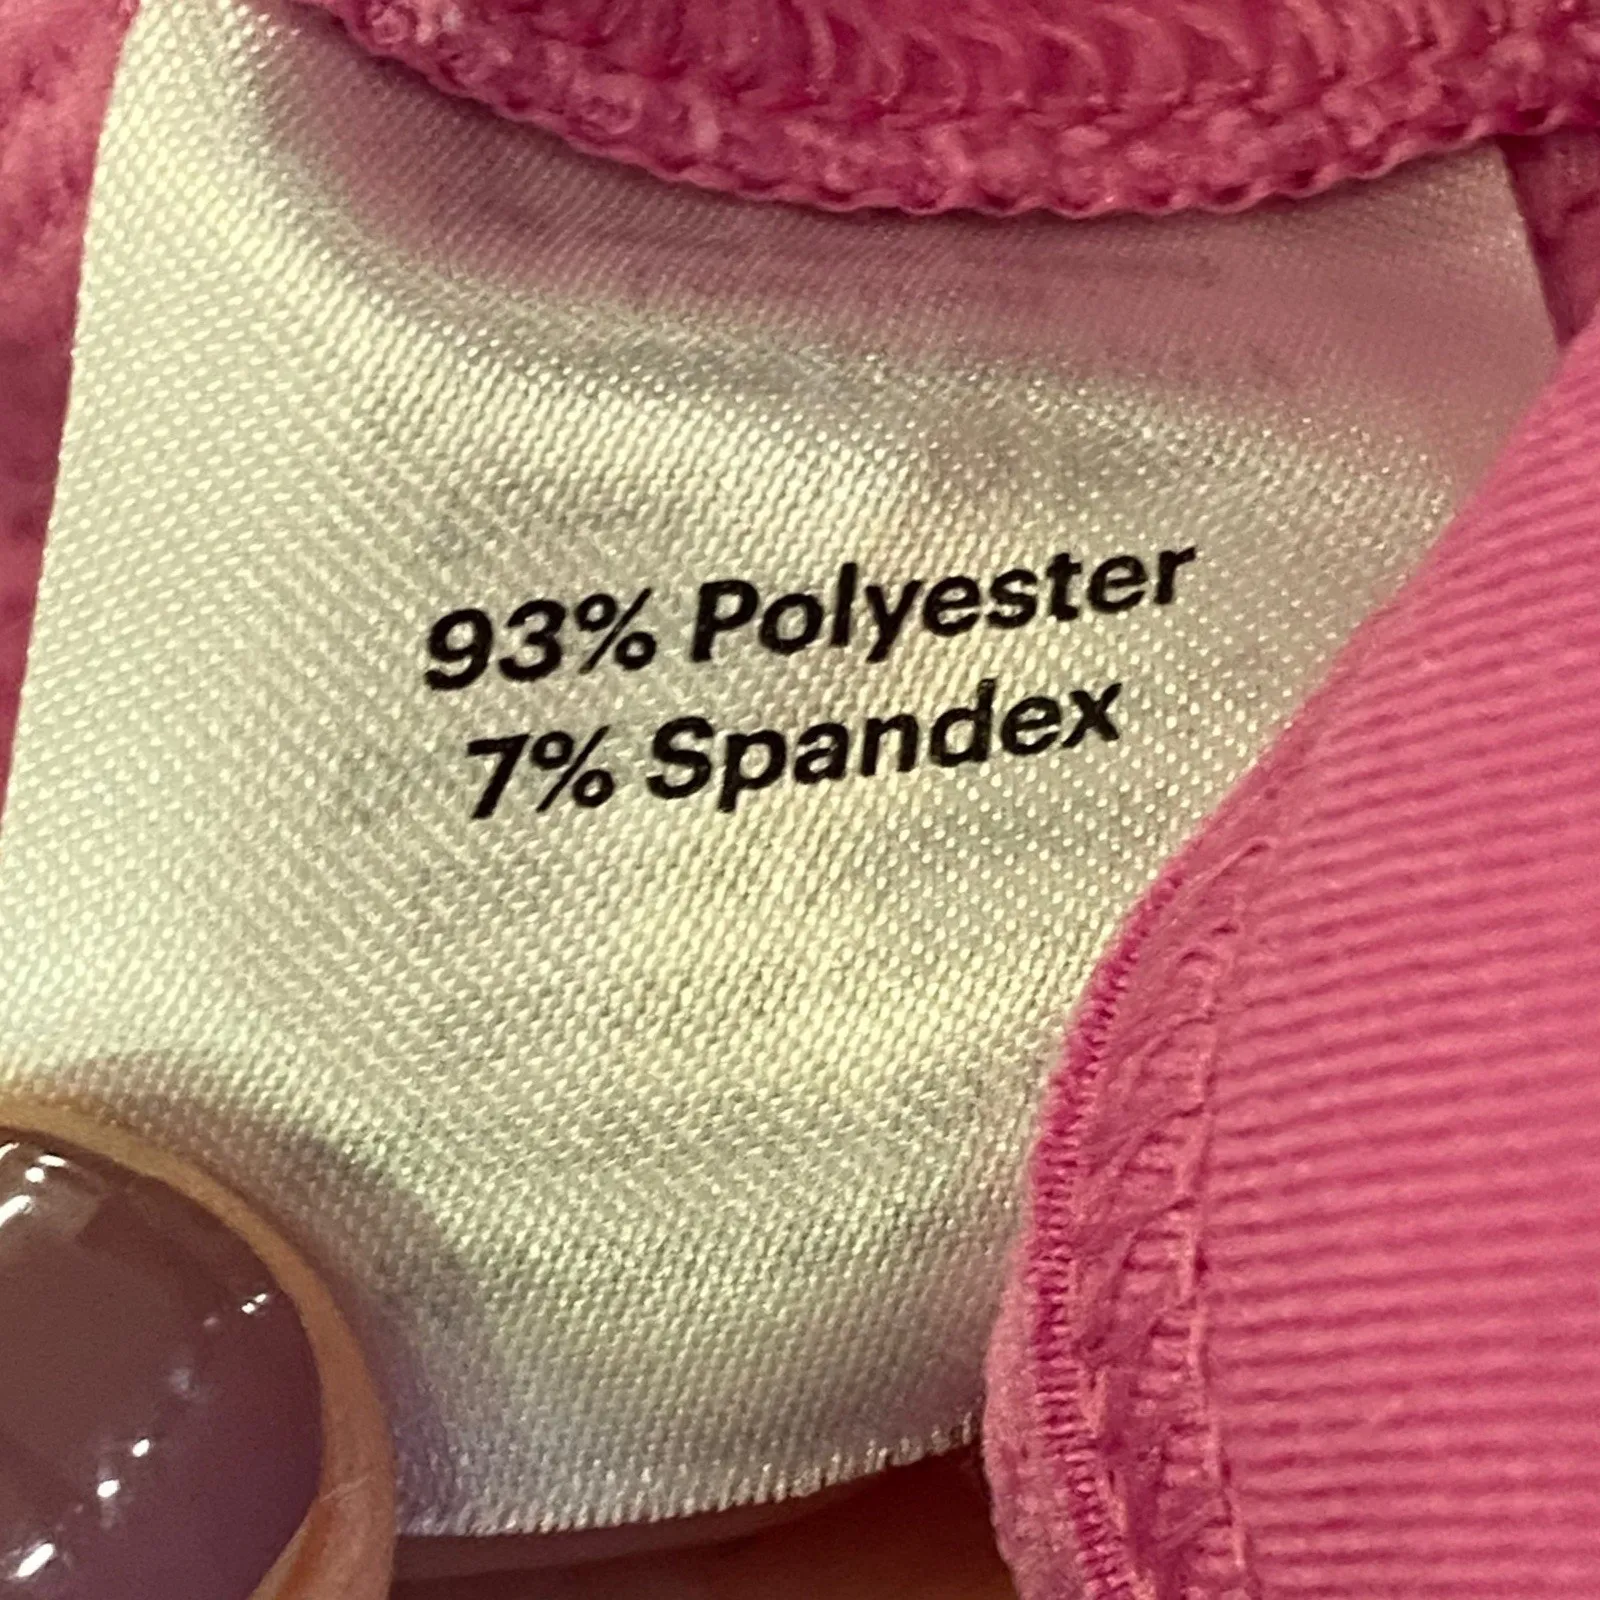 93% Polyester
7% Spandex